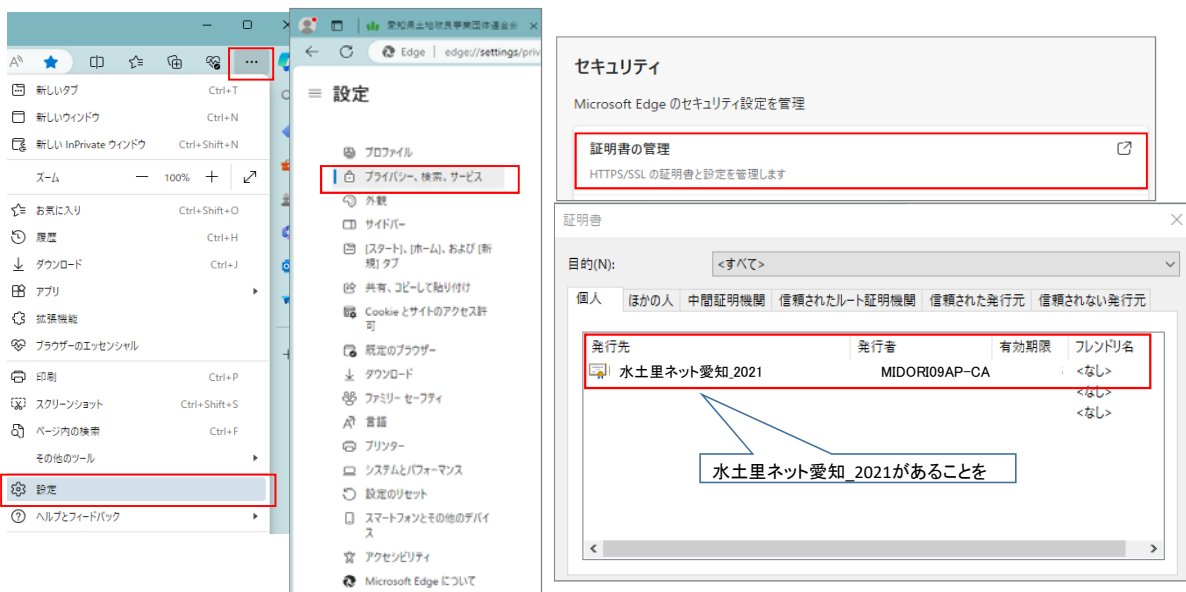 新しいタブ Ctrl+T
新しいウィンドウ Ctrl+N
新しい InPrivate ウィンドウ Ctrl+Shift+N
ズーム 100%
お気に入り Ctrl+Shift+O
履歴 Ctrl+H
ダウンロード Ctrl+J
アプリ
拡張機能
ブラウザーのエッセンシャル
印刷 Ctrl+P
スクリーンショット Ctrl+Shift+S
ページ内の検索 Ctrl+F
その他のツール
設定
ヘルプとフィードバック
愛知県土地改良事業団体連合会
Edge edge://settings/priv
設定
プロファイル
プライバシー、検索、サービス
外観
サイドバー
[スタート]、[ホーム]、および [新
規] タブ
共有、コピーして貼り付け
Cookie とサイトのアクセス許
可
既定のブラウザー
ダウンロード
ファミリー セーフティ
言語
プリンター
システムとパフォーマンス
設定のリセット
スマートフォンとその他のデバイ
ス
アクセシビリティ
Microsoft Edge について
セキュリティ
Microsoft Edge のセキュリティ設定を管理
証明書の管理
HTTPS/SSL の証明書と設定を管理します
証明書
目的(N): <すべて>
個人 ほかの人 中間証明機関 信頼されたルート証明機関 信頼された発行元 信頼されない発行元
発行先 発行者 有効期限 フレンドリ名
水土里ネット愛知_2021 MIDORI09AP-CA <なし>
<なし>
<なし>
水土里ネット愛知_2021があることを